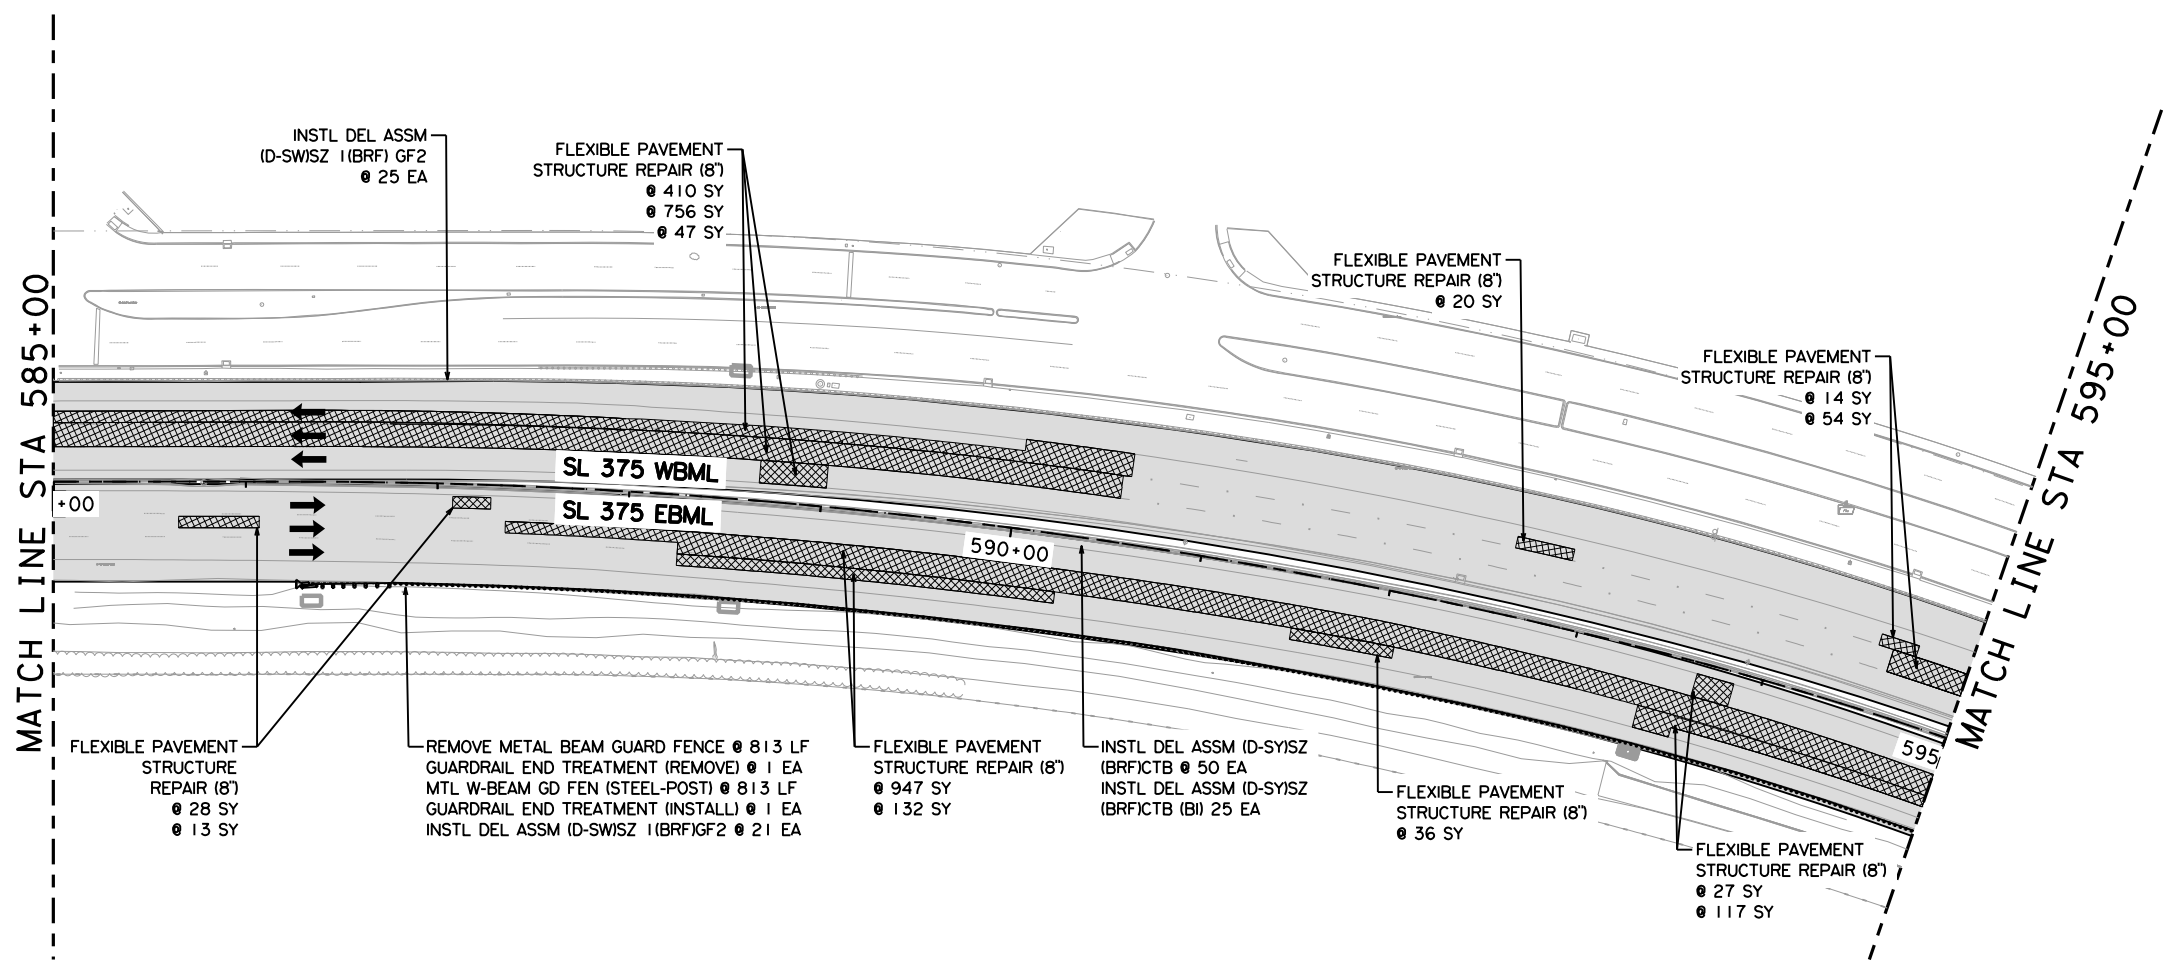 INSTL DEL ASSM
(D-SW)SZ 1(BRF) GF2
@ 25 EA
FLEXIBLE PAVEMENT
STRUCTURE REPAIR (8")
@ 410 SY
@ 756 SY
@ 47 SY
FLEXIBLE PAVEMENT
STRUCTURE REPAIR (8")
@ 20 SY
FLEXIBLE PAVEMENT
STRUCTURE REPAIR (8")
@ 14 SY
@ 54 SY
MATCH LINE STA 585+00
MATCH LINE STA 595+00
SL 375 WBML
SL 375 EBML
+00
590+00
595
FLEXIBLE PAVEMENT
STRUCTURE
REPAIR (8")
@ 28 SY
@ 13 SY
REMOVE METAL BEAM GUARD FENCE @ 813 LF
GUARDRAIL END TREATMENT (REMOVE) @ 1 EA
MTL W-BEAM GD FEN (STEEL-POST) @ 813 LF
GUARDRAIL END TREATMENT (INSTALL) @ 1 EA
INSTL DEL ASSM (D-SW)SZ 1(BRF)GF2 @ 21 EA
FLEXIBLE PAVEMENT
STRUCTURE REPAIR (8")
@ 947 SY
@ 132 SY
INSTL DEL ASSM (D-SY)SZ
(BRF)CTB @ 50 EA
INSTL DEL ASSM (D-SY)SZ
(BRF)CTB (BI) 25 EA
FLEXIBLE PAVEMENT
STRUCTURE REPAIR (8")
@ 36 SY
FLEXIBLE PAVEMENT
STRUCTURE REPAIR (8")
@ 27 SY
@ 117 SY